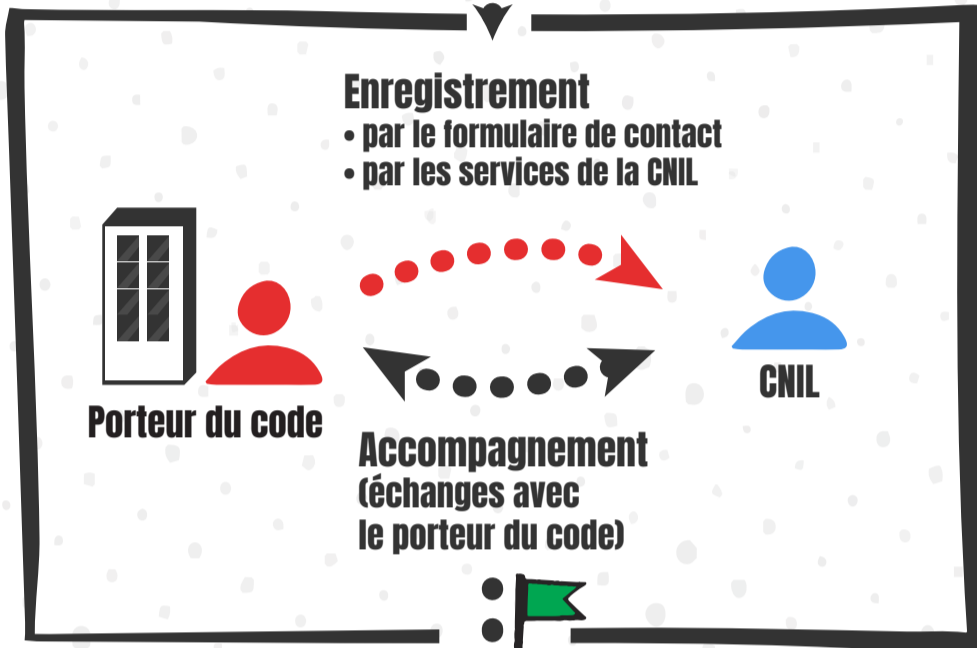 Enregistrement
• par le formulaire de contact
• par les services de la CNIL
Porteur du code
CNIL
Accompagnement
(échanges avec
le porteur du code)